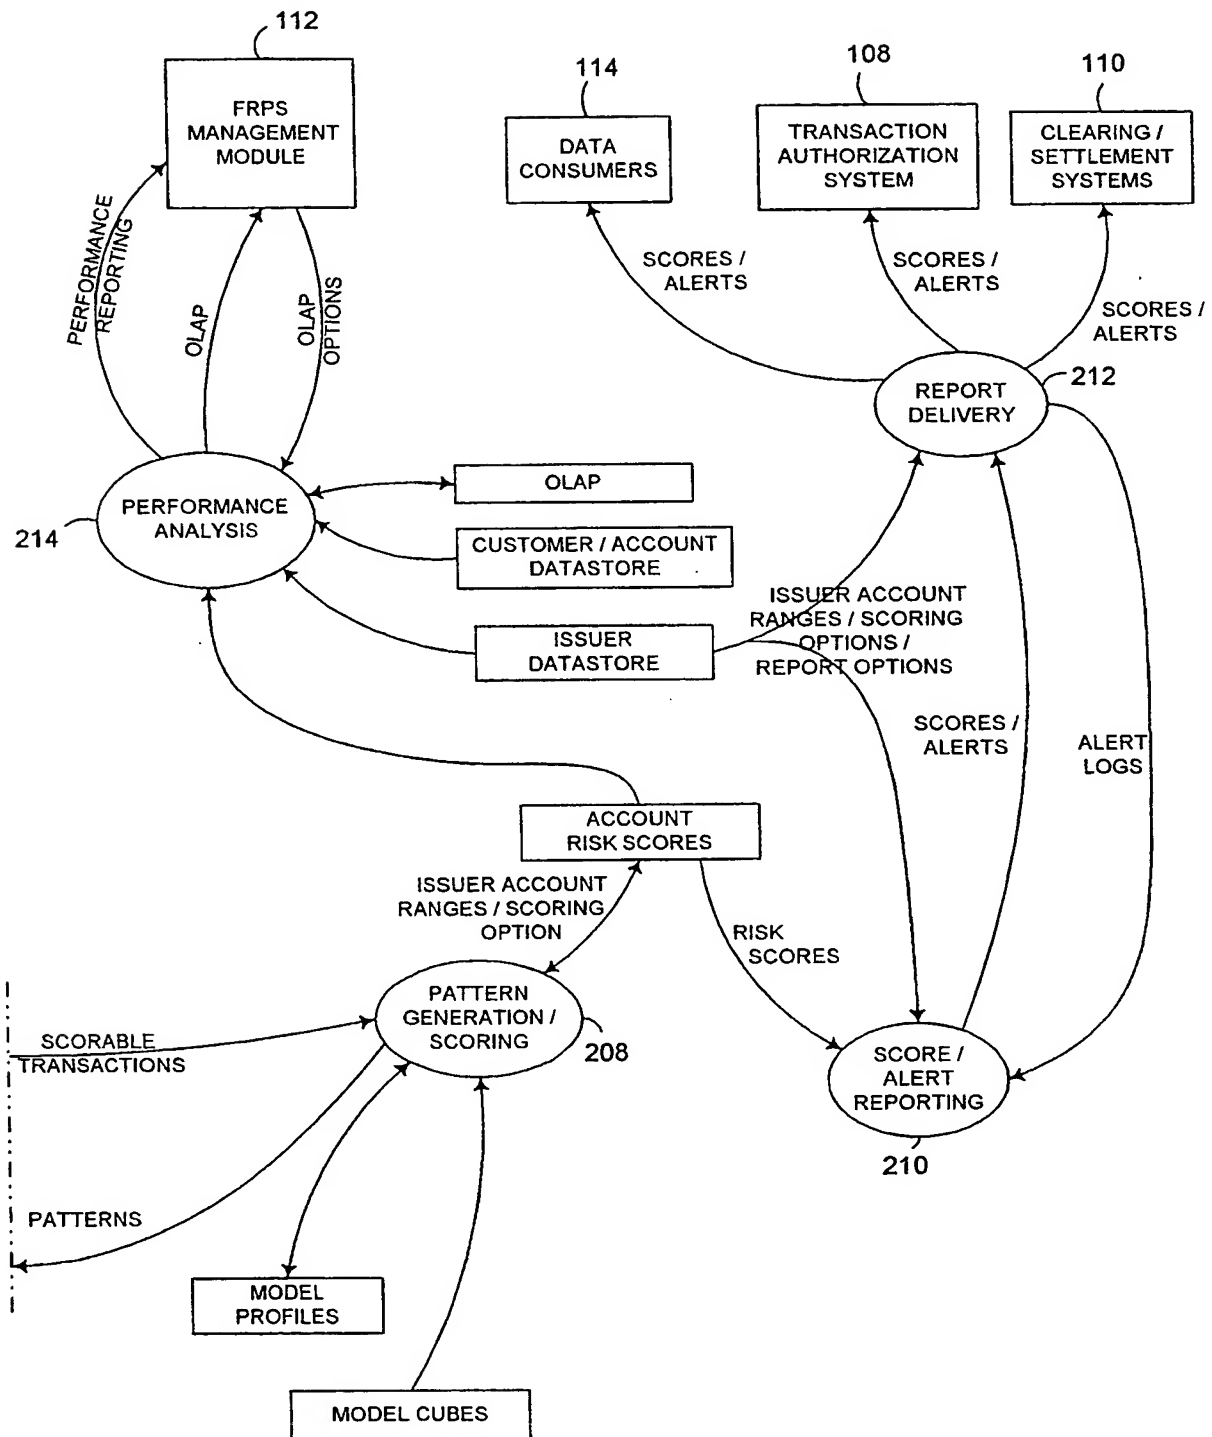 112
FRPS
MANAGEMENT
MODULE
114
DATA
CONSUMERS
108
TRANSACTION
AUTHORIZATION
SYSTEM
110
CLEARING /
SETTLEMENT
SYSTEMS
PERFORMANCE
REPORTING
OLAP
OLAP
OPTIONS
SCORES /
ALERTS
SCORES /
ALERTS
SCORES /
ALERTS
REPORT
DELIVERY
212
PERFORMANCE
ANALYSIS
214
OLAP
CUSTOMER / ACCOUNT
DATASTORE
ISSUER
DATASTORE
ISSUER ACCOUNT
RANGES / SCORING
OPTIONS /
REPORT OPTIONS
SCORES /
ALERTS
ALERT
LOGS
ACCOUNT
RISK SCORES
ISSUER ACCOUNT
RANGES / SCORING
OPTION
RISK
SCORES
PATTERN
GENERATION /
SCORING
208
SCORABLE
TRANSACTIONS
SCORE /
ALERT
REPORTING
210
PATTERNS
MODEL
PROFILES
MODEL CUBES